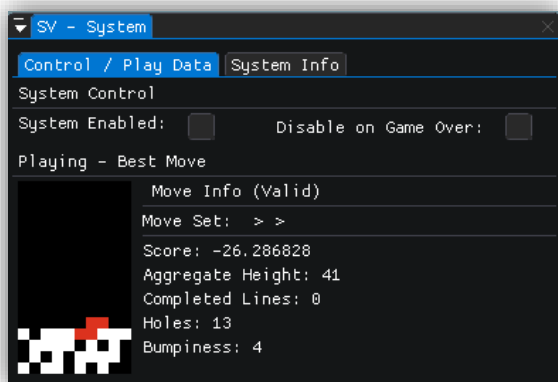 SV - System
Control / Play Data System Info
System Control
System Enabled: Disable on Game Over:
Playing - Best Move
Move Info (Valid)
Move Set: > >
Score: -26.286828
Aggregate Height: 41
Completed Lines: 0
Holes: 13
Bumpiness: 4